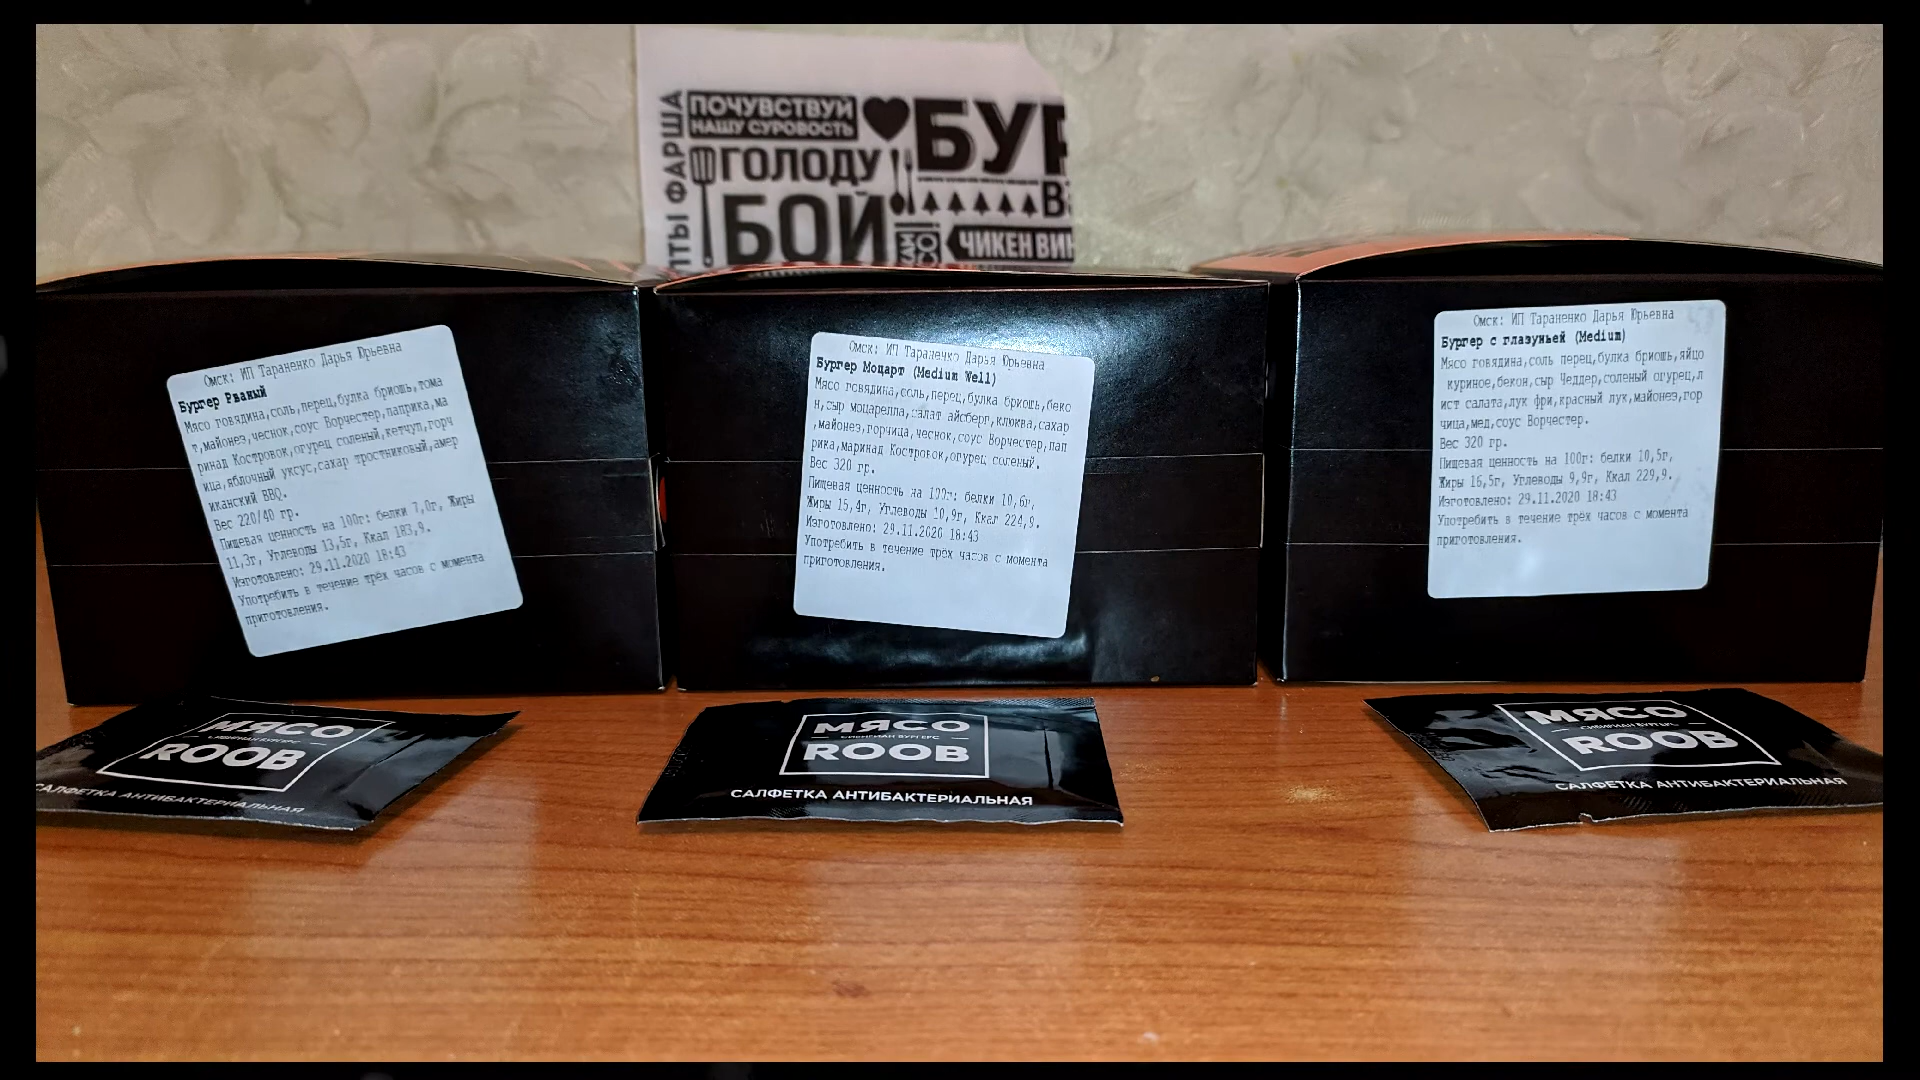 ПОЧУВСТВУЙ
НАШУ СУРОВОСТЬ
ФАРША
ГОЛОДУ
БОЙ
БУР
ЧИКЕН ВИН
Омск: ИП Тараненко Дарья Юрьевна
Бургер Рваный
Мясо говядина,соль,перец,булка бриошь,тома
т,майонез,чеснок,соус Ворчестер,паприка,ма
ринад Костровок,огурец соленый,кетчуп,горч
ица,яблочный уксус,сахар тростниковый,амер
иканский BBQ.
Вес 220/40 гр.
Пищевая ценность на 100г: белки 7,0г, Жиры
11,3г, Углеводы 13,5г, Ккал 183,9.
Изготовлено: 29.11.2020 18:43
Употребить в течение трёх часов с момента
приготовления.
Омск: ИП Тараненко Дарья Юрьевна
Бургер Моцарт (Medium Well)
Мясо говядина,соль,перец,булка бриошь,беко
н,сыр моцарелла,салат айсберг,клюква,сахар
,майонез,горчица,чеснок,соус Ворчестер,пап
рика,маринад Костровок,огурец соленый.
Вес 320 гр.
Пищевая ценность на 100г: белки 10,6г,
Жиры 15,4г, Углеводы 10,9г, Ккал 224,9.
Изготовлено: 29.11.2020 18:43
Употребить в течение трёх часов с момента
приготовления.
Омск: ИП Тараненко Дарья Юрьевна
Бургер с глазуньей (Medium)
Мясо говядина,соль перец,булка бриошь,яйцо
куриное,бекон,сыр Чеддер,соленый огурец,л
ист салата,лук фри,красный лук,майонез,гор
чица,мед,соус Ворчестер.
Вес 320 гр.
Пищевая ценность на 100г: белки 10,5г,
Жиры 16,5г, Углеводы 9,9г, Ккал 229,9.
Изготовлено: 29.11.2020 18:43
Употребить в течение трёх часов с момента
приготовления.
МЯСО
ROOB
САЛФЕТКА АНТИБАКТЕРИАЛЬНАЯ
МЯСО
СИБИРИАН БУРГЕРС
ROOB
САЛФЕТКА АНТИБАКТЕРИАЛЬНАЯ
МЯСО
СИБИРИАН БУРГЕРС
ROOB
САЛФЕТКА АНТИБАКТЕРИАЛЬНАЯ